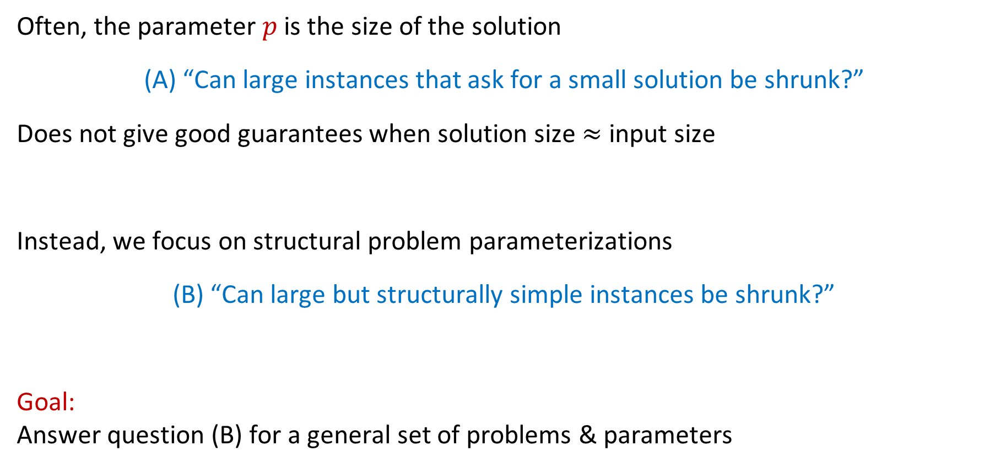 Often, the parameter p is the size of the solution
(A) “Can large instances that ask for a small solution be shrunk?”
Does not give good guarantees when solution size ≈ input size
Instead, we focus on structural problem parameterizations
(B) “Can large but structurally simple instances be shrunk?”
Goal:
Answer question (B) for a general set of problems & parameters